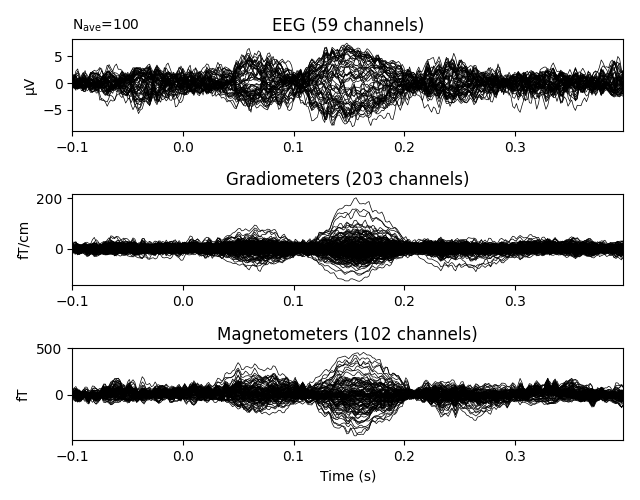 Nave=100
EEG (59 channels)
5
0
−5
µV
−0.1 0.0 0.1 0.2 0.3
Gradiometers (203 channels)
200
0
fT/cm
−0.1 0.0 0.1 0.2 0.3
Magnetometers (102 channels)
500
0
fT
−0.1 0.0 0.1 0.2 0.3
Time (s)